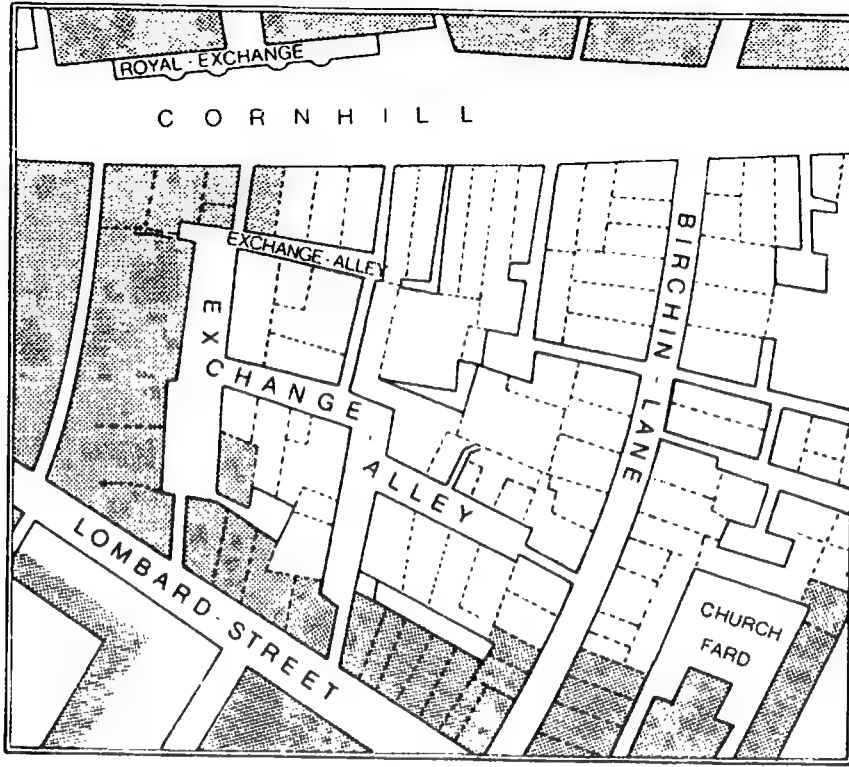 ROYAL · EXCHANGE
CORNHILL
EXCHANGE · ALLEY
BIRCHIN - LANE
EXCHANGE · ALLEY
LOMBARD · STREET
CHURCH
FARD